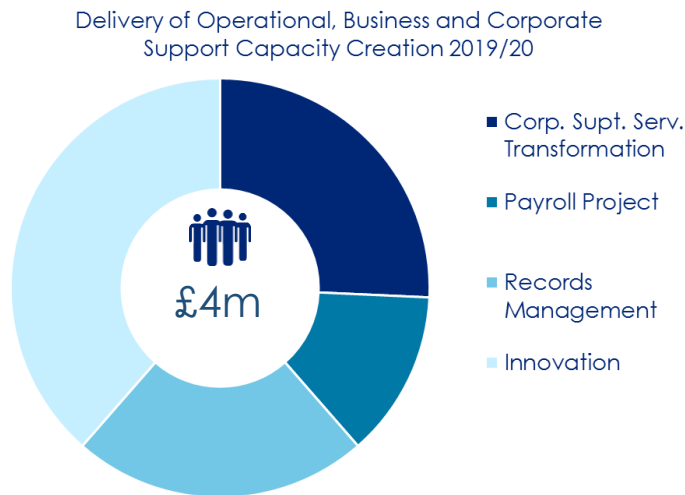 Delivery of Operational, Business and Corporate
Support Capacity Creation 2019/20
Corp. Supt. Serv.
Transformation
Payroll Project
Records
Management
Innovation
£4m